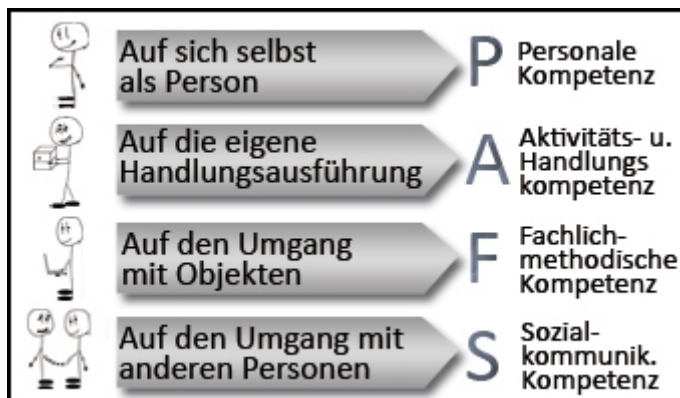 Auf sich selbst
als Person
P
Personale
Kompetenz
Auf die eigene
Handlungsausführung
A
Aktivitäts- u.
Handlungs
kompetenz
Auf den Umgang
mit Objekten
F
Fachlich-
methodische
Kompetenz
Auf den Umgang mit
anderen Personen
S
Sozial-
kommunik.
Kompetenz